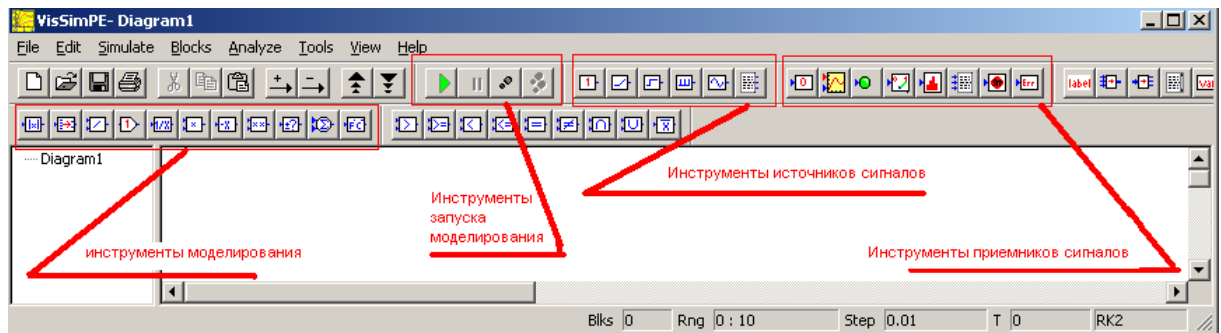 VisSimPE- Diagram1
File Edit Simulate Blocks Analyze Tools View Help
label
Diagram1
Инструменты источников сигналов
Инструменты
запуска
моделирования
инструменты моделирования
Инструменты приемников сигналов
Blks 0 Rng 0 : 10 Step 0.01 T 0 RK2